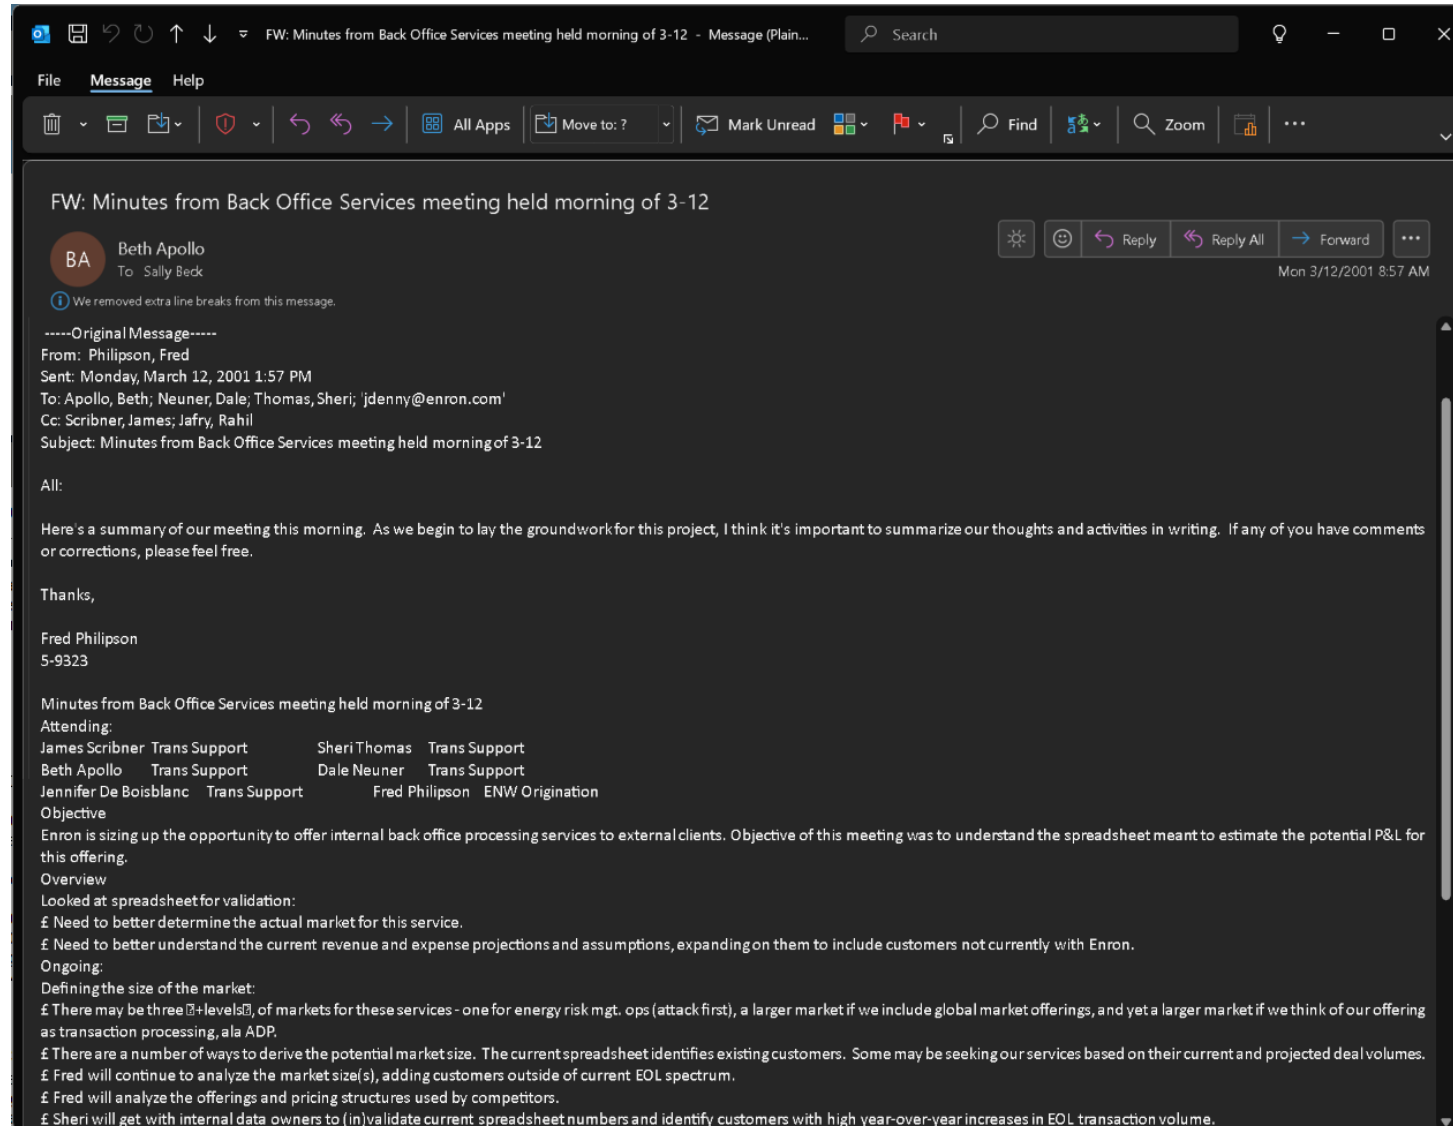 FW: Minutes from Back Office Services meeting held morning of 3-12 - Message (Plain...
Search
File Message Help
All Apps Move to: ? Mark Unread Find Zoom
FW: Minutes from Back Office Services meeting held morning of 3-12
BA
Beth Apollo
To Sally Beck
Reply Reply All Forward
Mon 3/12/2001 8:57 AM
We removed extra line breaks from this message.
-----Original Message-----
From: Philipson, Fred
Sent: Monday, March 12, 2001 1:57 PM
To: Apollo, Beth; Neuner, Dale; Thomas, Sheri; 'jdenny@enron.com'
Cc: Scribner, James; Jafry, Rahil
Subject: Minutes from Back Office Services meeting held morning of 3-12
All:
Here's a summary of our meeting this morning. As we begin to lay the groundwork for this project, I think it's important to summarize our thoughts and activities in writing. If any of you have comments
or corrections, please feel free.
Thanks,
Fred Philipson
5-9323
Minutes from Back Office Services meeting held morning of 3-12
Attending:
James Scribner Trans Support Sheri Thomas Trans Support
Beth Apollo Trans Support Dale Neuner Trans Support
Jennifer De Boisblanc Trans Support Fred Philipson ENW Origination
Objective
Enron is sizing up the opportunity to offer internal back office processing services to external clients. Objective of this meeting was to understand the spreadsheet meant to estimate the potential P&L for
this offering.
Overview
Looked at spreadsheet for validation:
£ Need to better determine the actual market for this service.
£ Need to better understand the current revenue and expense projections and assumptions, expanding on them to include customers not currently with Enron.
Ongoing:
Defining the size of the market:
£ There may be three +levels, of markets for these services - one for energy risk mgt. ops (attack first), a larger market if we include global market offerings, and yet a larger market if we think of our offering
as transaction processing, ala ADP.
£ There are a number of ways to derive the potential market size. The current spreadsheet identifies existing customers. Some may be seeking our services based on their current and projected deal volumes.
£ Fred will continue to analyze the market size(s), adding customers outside of current EOL spectrum.
£ Fred will analyze the offerings and pricing structures used by competitors.
£ Sheri will get with internal data owners to (in)validate current spreadsheet numbers and identify customers with high year-over-year increases in EOL transaction volume.